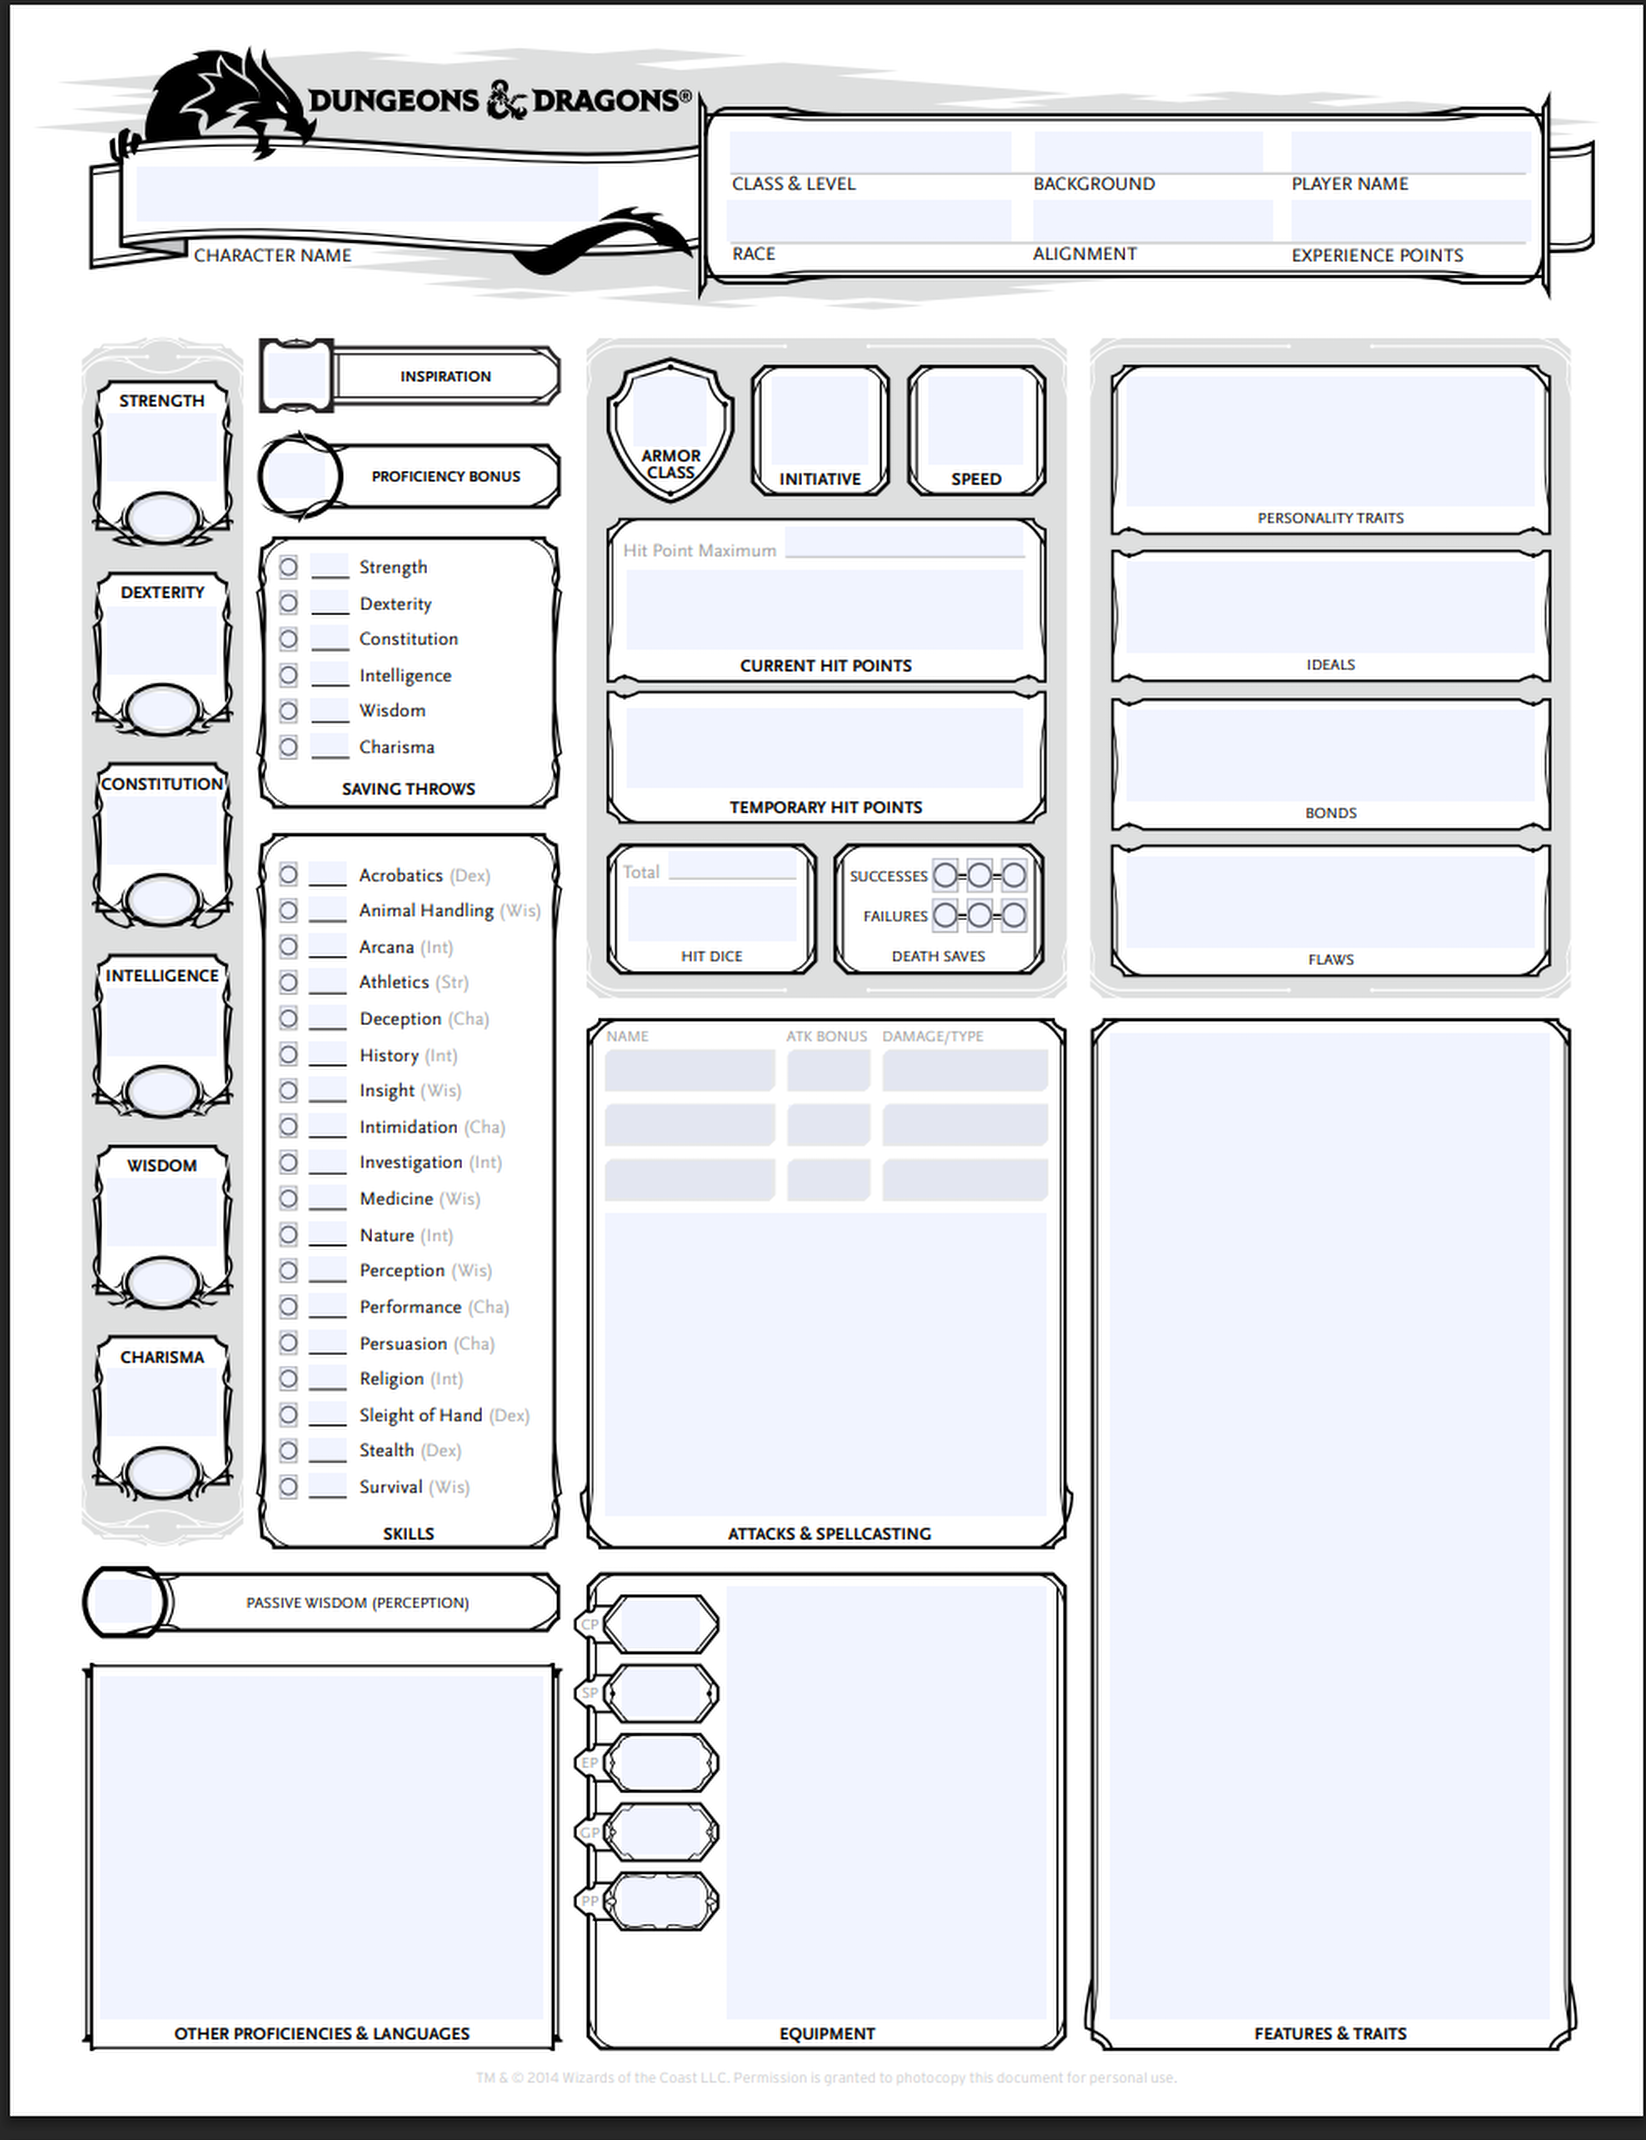 DUNGEONS & DRAGONS®
CHARACTER NAME
CLASS & LEVEL
BACKGROUND
PLAYER NAME
RACE
ALIGNMENT
EXPERIENCE POINTS
STRENGTH
DEXTERITY
CONSTITUTION
INTELLIGENCE
WISDOM
CHARISMA
INSPIRATION
PROFICIENCY BONUS
Strength
Dexterity
Constitution
Intelligence
Wisdom
Charisma
SAVING THROWS
Acrobatics (Dex)
Animal Handling (Wis)
Arcana (Int)
Athletics (Str)
Deception (Cha)
History (Int)
Insight (Wis)
Intimidation (Cha)
Investigation (Int)
Medicine (Wis)
Nature (Int)
Perception (Wis)
Performance (Cha)
Persuasion (Cha)
Religion (Int)
Sleight of Hand (Dex)
Stealth (Dex)
Survival (Wis)
SKILLS
PASSIVE WISDOM (PERCEPTION)
OTHER PROFICIENCIES & LANGUAGES
ARMOR
CLASS
INITIATIVE
SPEED
Hit Point Maximum
CURRENT HIT POINTS
TEMPORARY HIT POINTS
Total
HIT DICE
SUCCESSES
FAILURES
DEATH SAVES
NAME
ATK BONUS
DAMAGE/TYPE
ATTACKS & SPELLCASTING
CP
SP
EP
GP
PP
EQUIPMENT
PERSONALITY TRAITS
IDEALS
BONDS
FLAWS
FEATURES & TRAITS
TM & © 2014 Wizards of the Coast LLC. Permission is granted to photocopy this document for personal use.